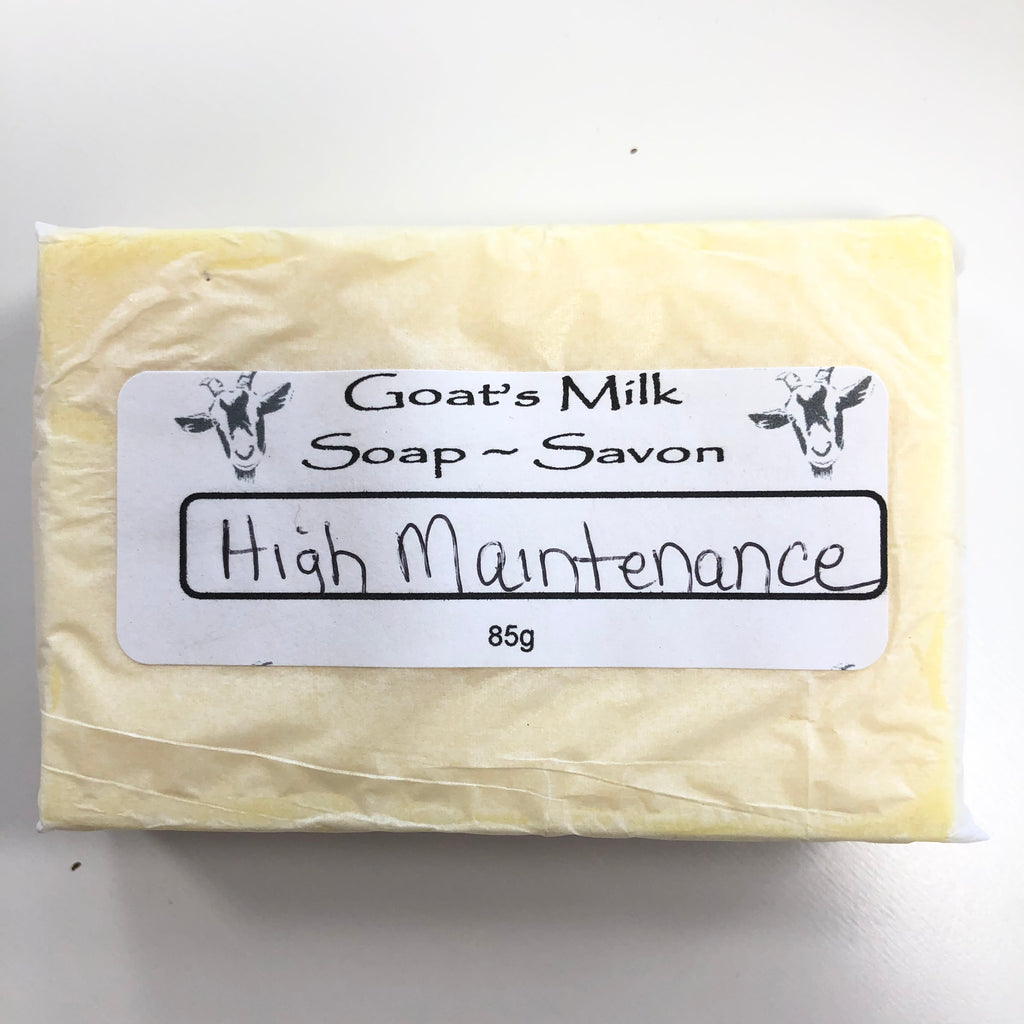 Goat's Milk
Soap ~ Savon
High Maintenance
85g